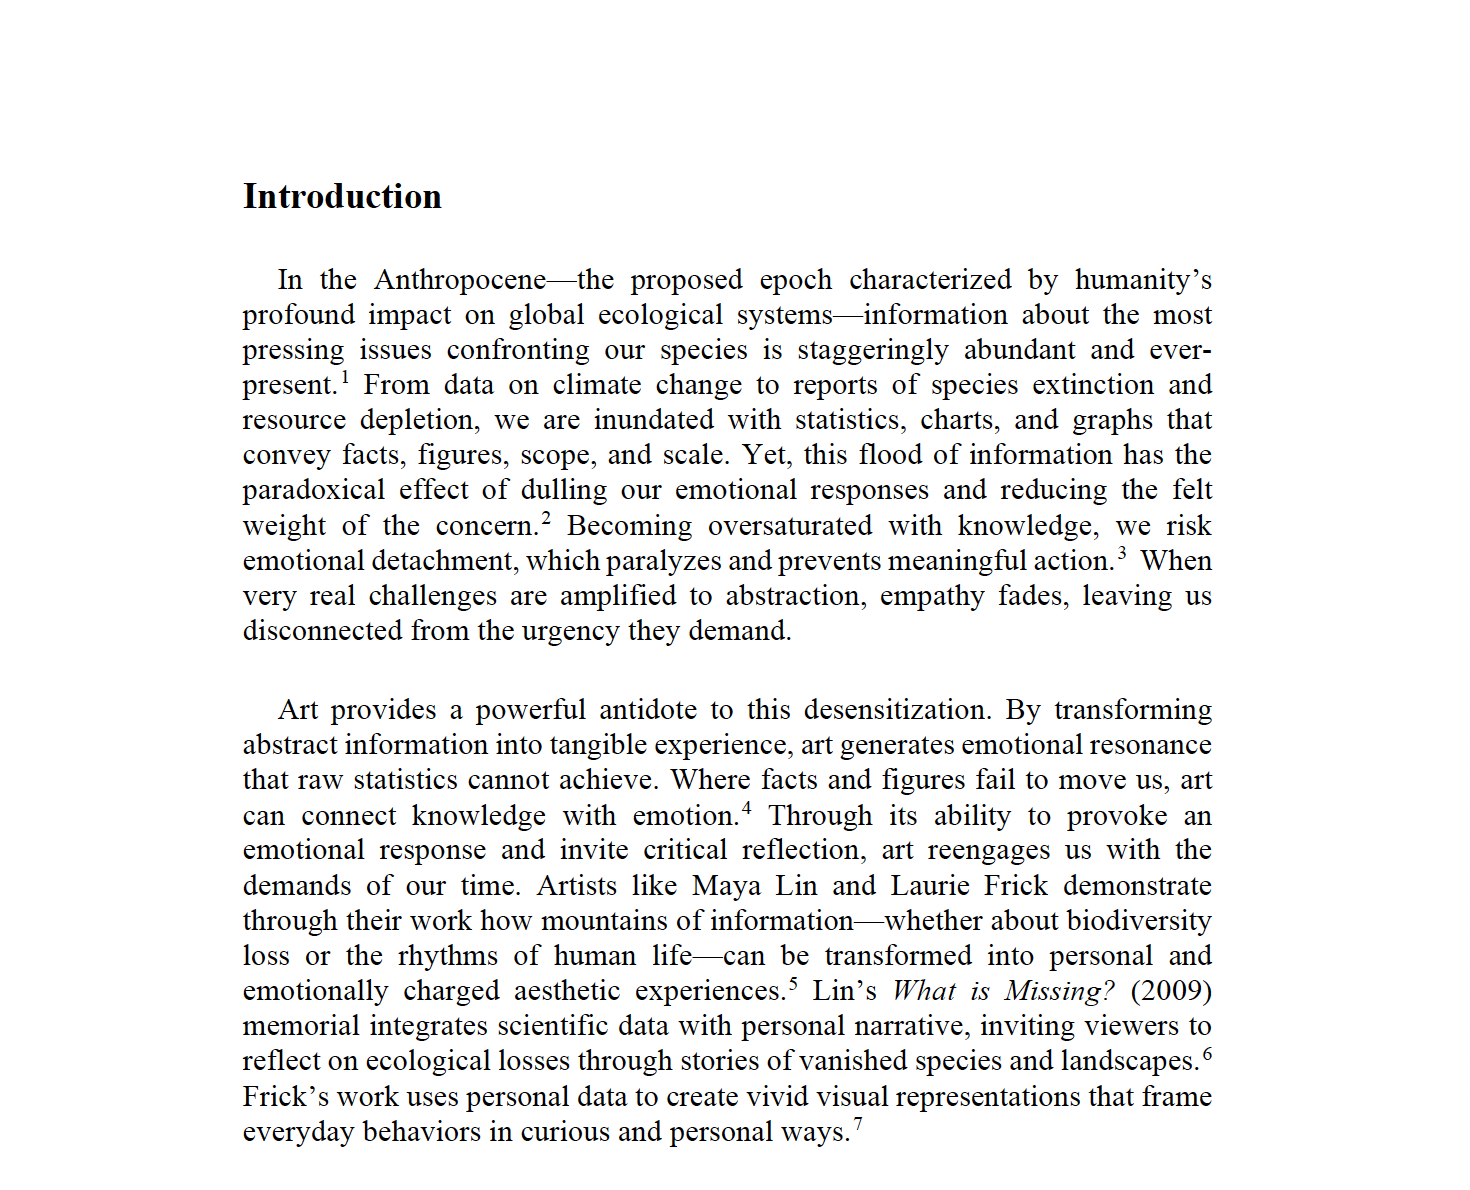 Introduction
In the Anthropocene—the proposed epoch characterized by humanity’s
profound impact on global ecological systems—information about the most
pressing issues confronting our species is staggeringly abundant and ever-
present.¹ From data on climate change to reports of species extinction and
resource depletion, we are inundated with statistics, charts, and graphs that
convey facts, figures, scope, and scale. Yet, this flood of information has the
paradoxical effect of dulling our emotional responses and reducing the felt
weight of the concern.² Becoming oversaturated with knowledge, we risk
emotional detachment, which paralyzes and prevents meaningful action.³ When
very real challenges are amplified to abstraction, empathy fades, leaving us
disconnected from the urgency they demand.
Art provides a powerful antidote to this desensitization. By transforming
abstract information into tangible experience, art generates emotional resonance
that raw statistics cannot achieve. Where facts and figures fail to move us, art
can connect knowledge with emotion.⁴ Through its ability to provoke an
emotional response and invite critical reflection, art reengages us with the
demands of our time. Artists like Maya Lin and Laurie Frick demonstrate
through their work how mountains of information—whether about biodiversity
loss or the rhythms of human life—can be transformed into personal and
emotionally charged aesthetic experiences.⁵ Lin’s What is Missing? (2009)
memorial integrates scientific data with personal narrative, inviting viewers to
reflect on ecological losses through stories of vanished species and landscapes.⁶
Frick’s work uses personal data to create vivid visual representations that frame
everyday behaviors in curious and personal ways.⁷